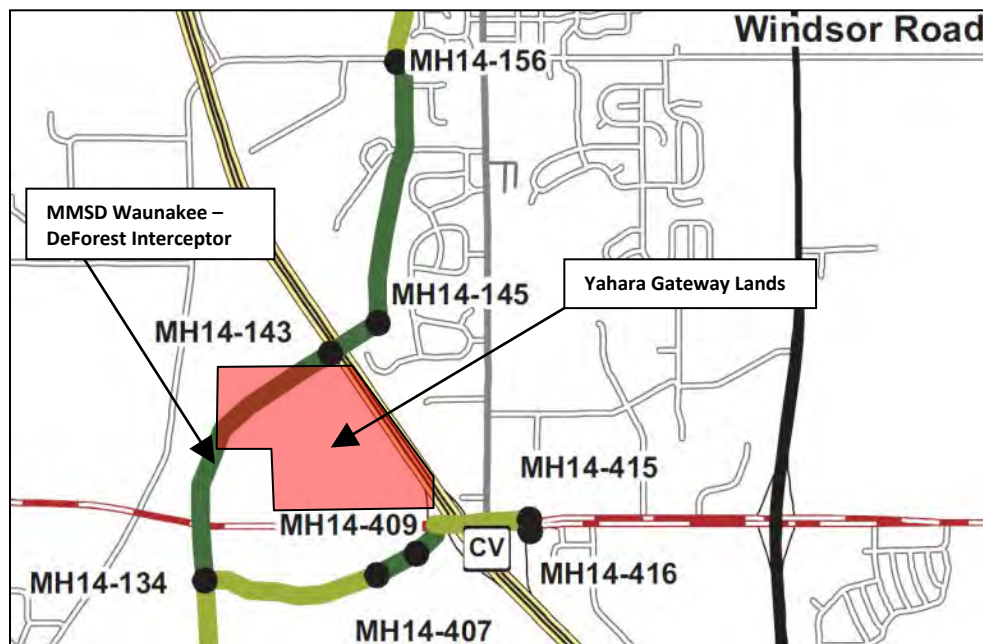 Windsor Road
MH14-156
MMSD Waunakee –
DeForest Interceptor
Yahara Gateway Lands
MH14-145
MH14-143
MH14-415
MH14-409
CV
MH14-416
MH14-134
MH14-407